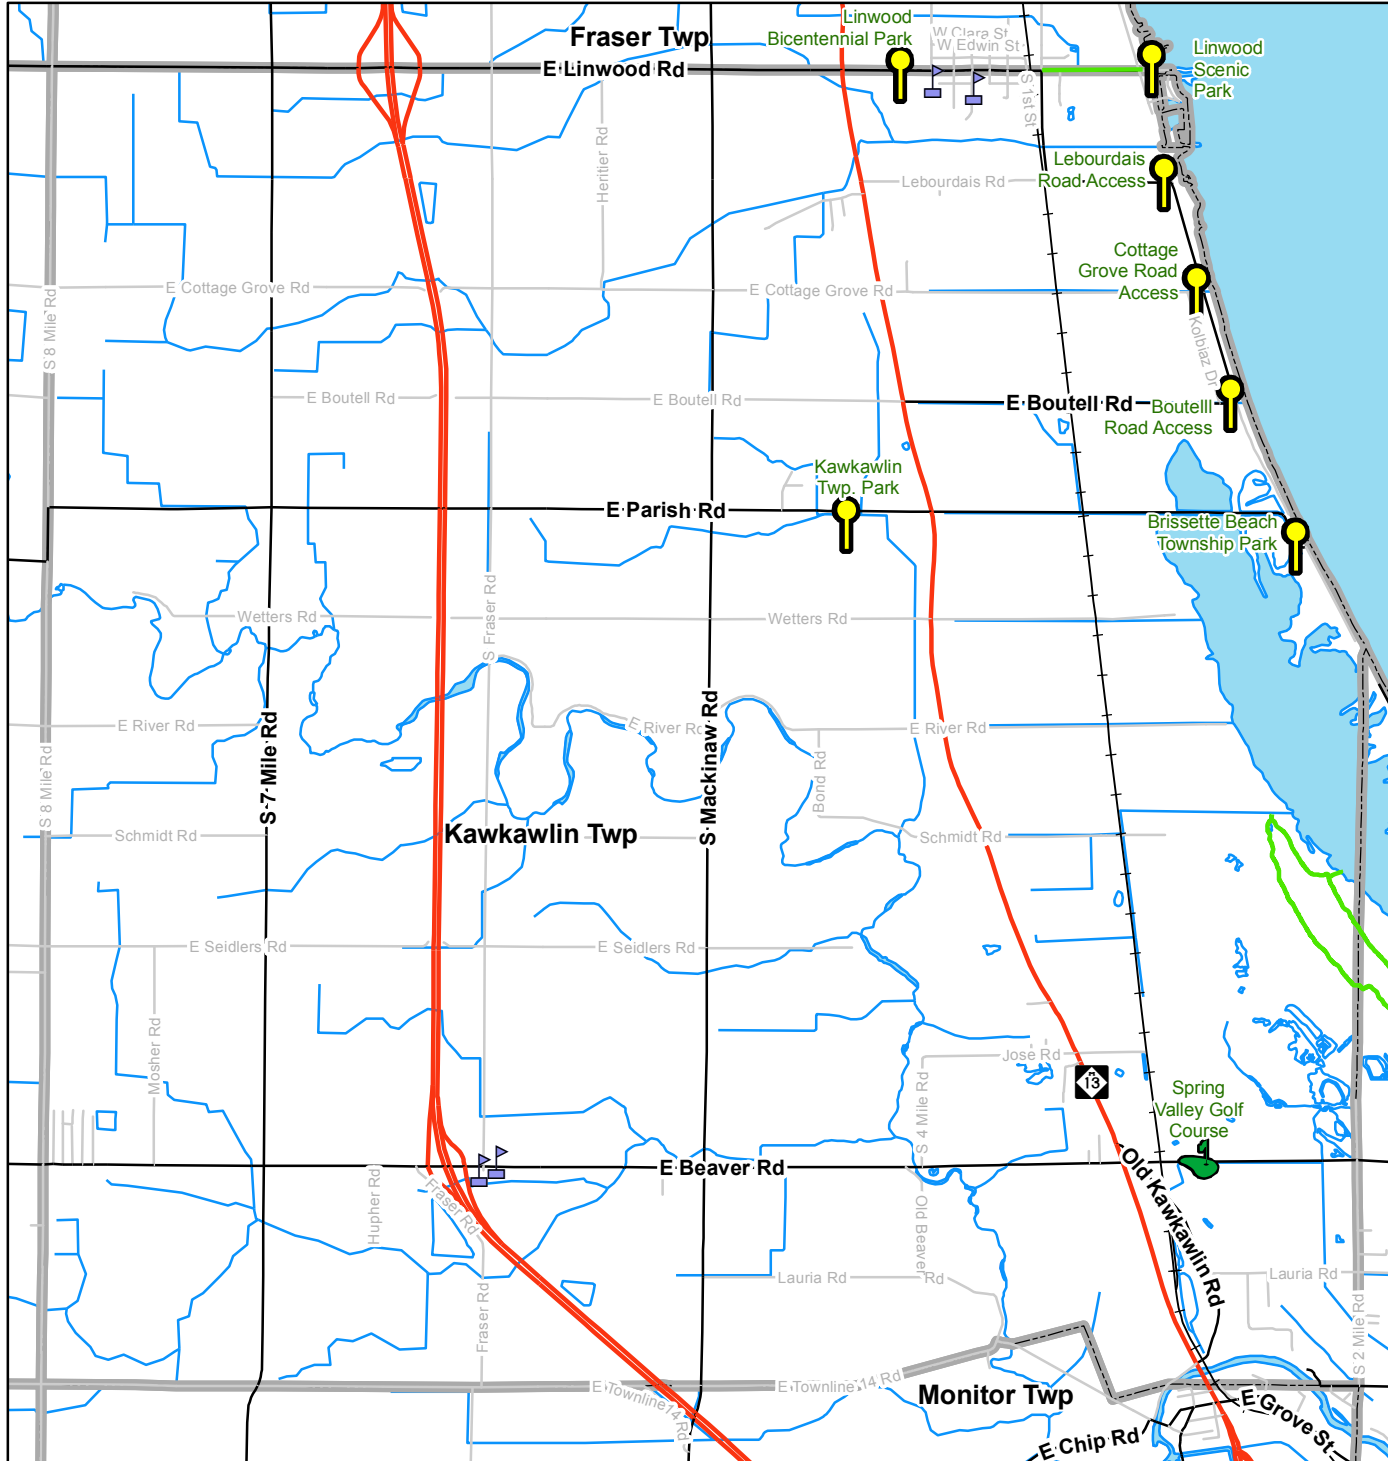 Linwood
Bicentennial Park
Fraser Twp
W Clara St
W Edwin St
E Linwood Rd
Linwood
Scenic
Park
S 1st St
Heritier Rd
Lebourdais
Road Access
Lebourdais Rd
Cottage
Grove Road
Access
E Cottage Grove Rd
E Cottage Grove Rd
S 8 Mile Rd
Kolbiaz Dr
E Boutell Rd
E Boutell Rd
E Boutell Rd
Boutelll
Road Access
Kawkawlin
Twp. Park
E Parish Rd
Brissette Beach
Township Park
S Fraser Rd
Wetters Rd
Wetters Rd
E River Rd
E River Rd
E River Rd
S 7 Mile Rd
S Mackinaw Rd
S 8 Mile Rd
Bond Rd
Schmidt Rd
Kawkawlin Twp
Schmidt Rd
E Seidlers Rd
E Seidlers Rd
Mosher Rd
Jose Rd
M
13
S 4 Mile Rd
Spring
Valley Golf
Course
E Beaver Rd
Old Kawkawlin Rd
Hupher Rd
Fraser Rd
Old Beaver
Rd
Lauria Rd
Lauria Rd
Fraser Rd
S 2 Mile Rd
E Townline 14 Rd
E Townline 14 Rd
Monitor Twp
E Grove St
E Chip Rd